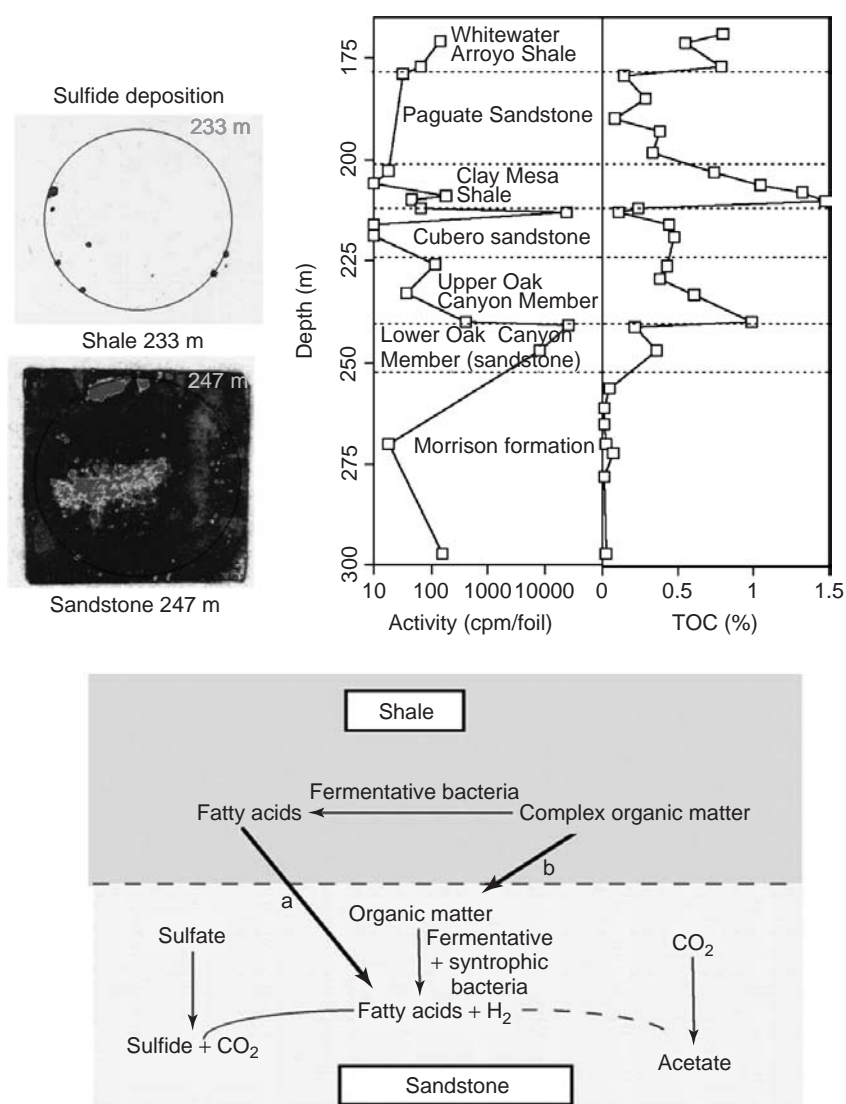 Sulfide deposition
233 m
Shale 233 m
247 m
Sandstone 247 m
Depth (m)
175
200
225
250
275
300
Whitewater
Arroyo Shale
Paguate Sandstone
Clay Mesa
Shale
Cubero sandstone
Upper Oak
Canyon Member
Lower Oak Canyon
Member (sandstone)
Morrison formation
10 100 1000 10000
Activity (cpm/foil)
0 0.5 1 1.5
TOC (%)
Shale
Fermentative bacteria
Fatty acids
Complex organic matter
a
b
Organic matter
Sulfate
Fermentative
+ syntrophic
bacteria
CO₂
Fatty acids + H₂
Sulfide + CO₂
Acetate
Sandstone